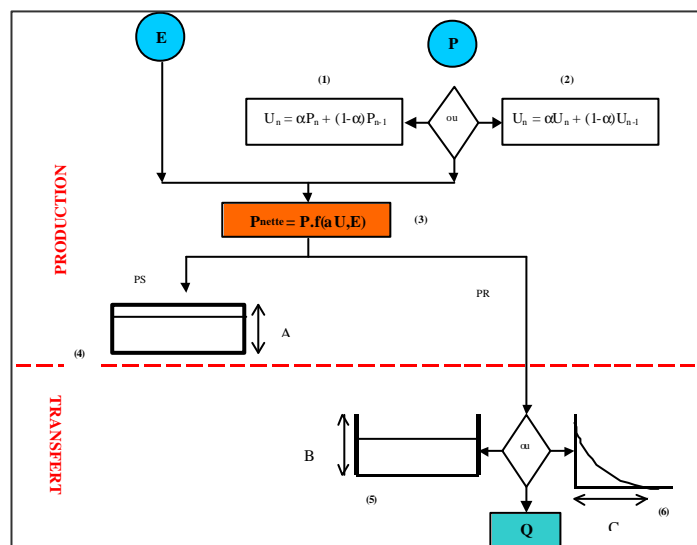 E
P
(1)
(2)
ou
Uₙ = αPₙ + (1-α)Pₙ₋₁
Uₙ = αUₙ + (1-α)Uₙ₋₁
PRODUCTION
Pnette = P.f(aU,E)
(3)
PS
PR
A
(4)
TRANSFERT
B
ou
(5)
(6)
C
Q